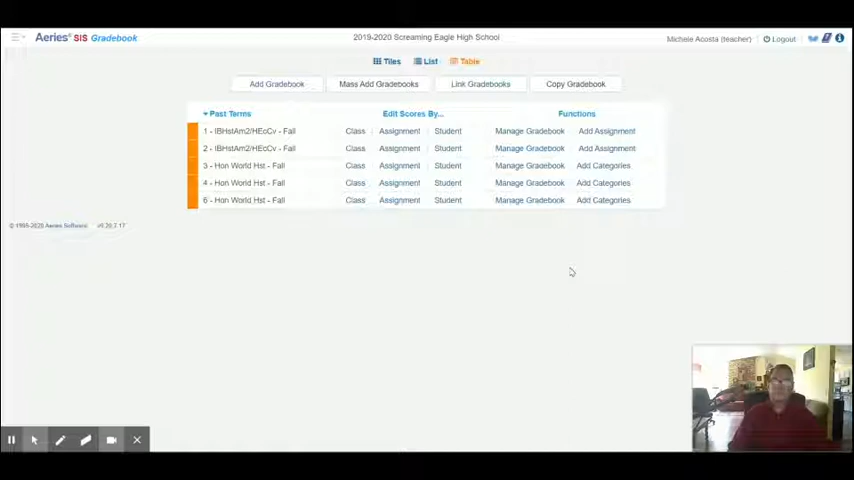 Aeries® SIS Gradebook
2019-2020 Screaming Eagle High School
Michele Acosta (teacher) Logout
Tiles List Table
Add Gradebook Mass Add Gradebooks Link Gradebooks Copy Gradebook
Past Terms Edit Scores By... Functions
1 - IBHstAm2/HEcCv - Fall Class Assignment Student Manage Gradebook Add Assignment
2 - IBHstAm2/HEcCv - Fall Class Assignment Student Manage Gradebook Add Assignment
3 - Hon World Hst - Fall Class Assignment Student Manage Gradebook Add Categories
4 - Hon World Hst - Fall Class Assignment Student Manage Gradebook Add Categories
6 - Hon World Hst - Fall Class Assignment Student Manage Gradebook Add Categories
© 1995-2020 Aeries Software